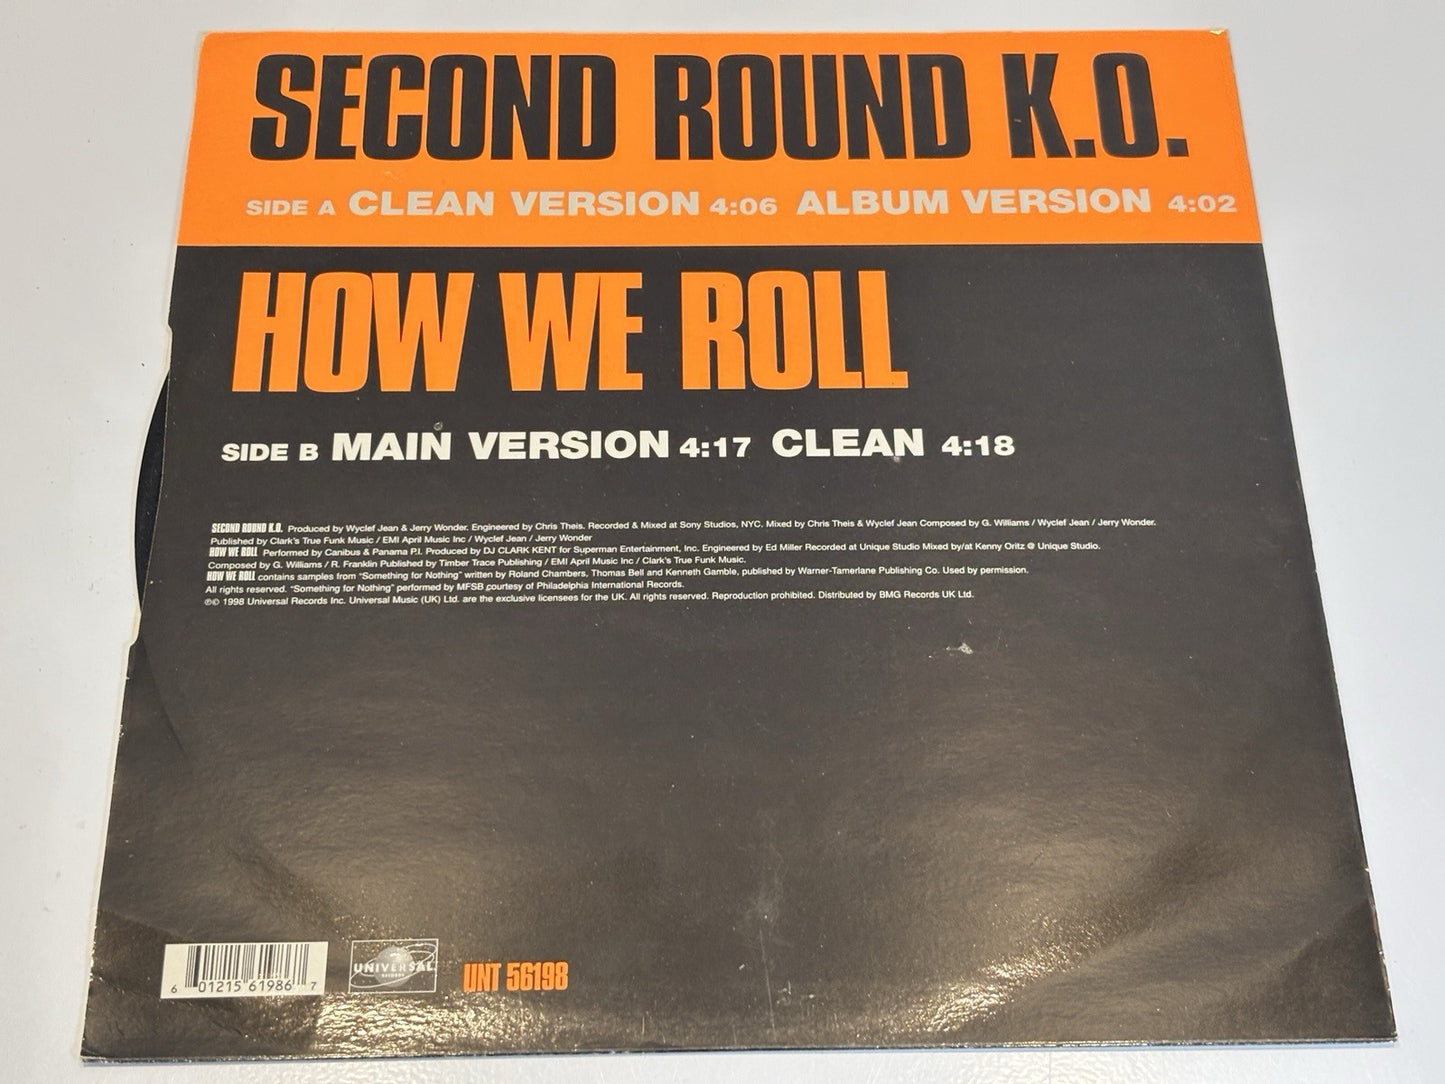 SECOND ROUND K.O.
SIDE A CLEAN VERSION 4:06 ALBUM VERSION 4:02
HOW WE ROLL
SIDE B MAIN VERSION 4:17 CLEAN 4:18
SECOND ROUND K.O. Produced by Wyclef Jean & Jerry Wonder. Engineered by Chris Theis. Recorded & Mixed at Sony Studios, NYC. Mixed by Chris Theis & Wyclef Jean Composed by G. Williams / Wyclef Jean / Jerry Wonder.
Published by Clark's True Funk Music / EMI April Music Inc / Wyclef Jean / Jerry Wonder
HOW WE ROLL Performed by Canibus & Panama P.I. Produced by DJ CLARK KENT for Superman Entertainment, Inc. Engineered by Ed Miller Recorded at Unique Studio Mixed by/at Kenny Oritz @ Unique Studio.
Composed by G. Williams / R. Franklin Published by Timber Trace Publishing / EMI April Music Inc / Clark's True Funk Music.
HOW WE ROLL contains samples from "Something for Nothing" written by Roland Chambers, Thomas Bell and Kenneth Gamble, published by Warner-Tamerlane Publishing Co. Used by permission.
All rights reserved. "Something for Nothing" performed by MFSB courtesy of Philadelphia International Records.
℗© 1998 Universal Records Inc. Universal Music (UK) Ltd. are the exclusive licensees for the UK. All rights reserved. Reproduction prohibited. Distributed by BMG Records UK Ltd.
6 01215 61986 7
UNIVERSAL
RECORDS
UNT 56198